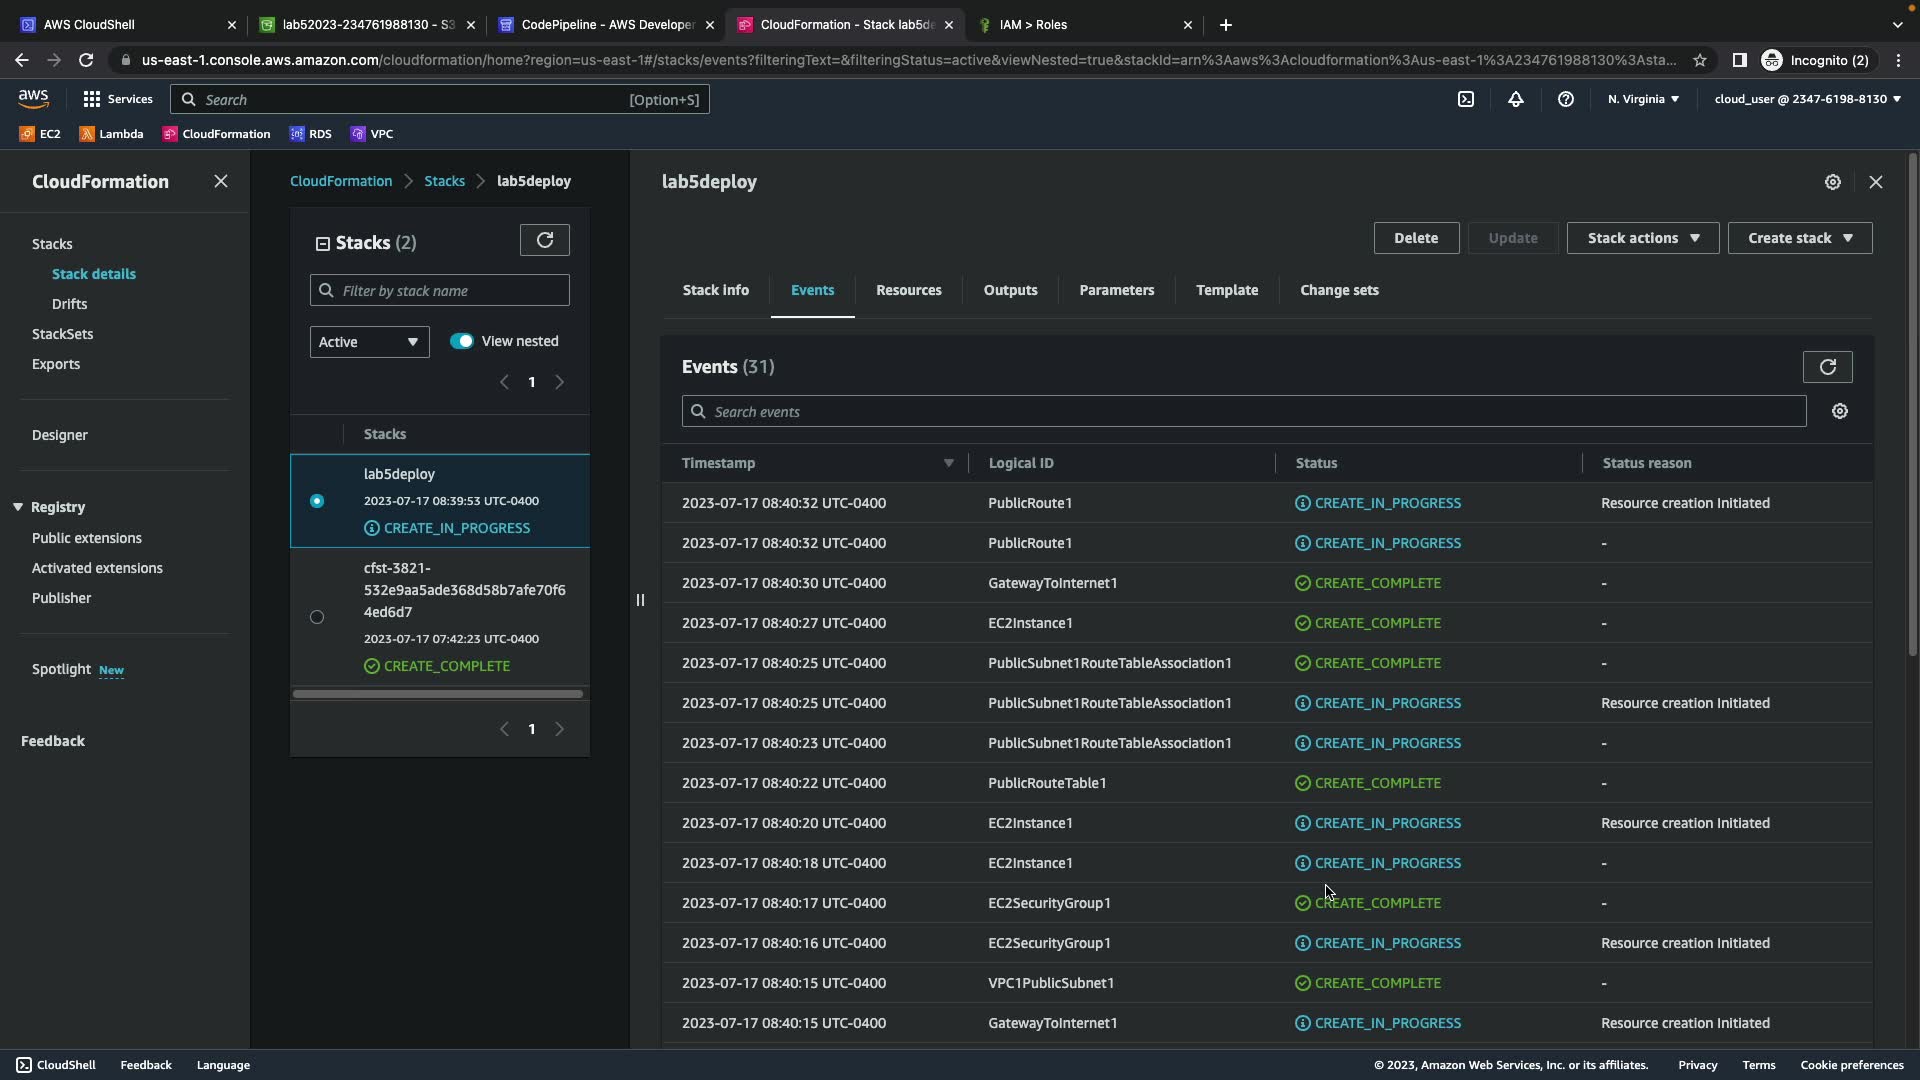 AWS CloudShell
lab52023-234761988130 - S3
CodePipeline - AWS Developer
CloudFormation - Stack lab5de
IAM > Roles
us-east-1.console.aws.amazon.com/cloudformation/home?region=us-east-1#/stacks/events?filteringText=&filteringStatus=active&viewNested=true&stackId=arn%3Aaws%3Acloudformation%3Aus-east-1%3A234761988130%3Asta...
Incognito (2)
aws
Services
Search
[Option+S]
N. Virginia
cloud_user @ 2347-6198-8130
EC2
Lambda
CloudFormation
RDS
VPC
CloudFormation
Stacks
Stack details
Drifts
StackSets
Exports
Designer
Registry
Public extensions
Activated extensions
Publisher
Spotlight New
Feedback
CloudFormation > Stacks > lab5deploy
Stacks (2)
Filter by stack name
Active
View nested
1
Stacks
lab5deploy
2023-07-17 08:39:53 UTC-0400
CREATE_IN_PROGRESS
cfst-3821-
532e9aa5ade368d58b7afe70f6
4ed6d7
2023-07-17 07:42:23 UTC-0400
CREATE_COMPLETE
1
lab5deploy
Delete
Update
Stack actions
Create stack
Stack info
Events
Resources
Outputs
Parameters
Template
Change sets
Events (31)
Search events
Timestamp Logical ID Status Status reason
2023-07-17 08:40:32 UTC-0400 PublicRoute1 CREATE_IN_PROGRESS Resource creation Initiated
2023-07-17 08:40:32 UTC-0400 PublicRoute1 CREATE_IN_PROGRESS -
2023-07-17 08:40:30 UTC-0400 GatewayToInternet1 CREATE_COMPLETE -
2023-07-17 08:40:27 UTC-0400 EC2Instance1 CREATE_COMPLETE -
2023-07-17 08:40:25 UTC-0400 PublicSubnet1RouteTableAssociation1 CREATE_COMPLETE -
2023-07-17 08:40:25 UTC-0400 PublicSubnet1RouteTableAssociation1 CREATE_IN_PROGRESS Resource creation Initiated
2023-07-17 08:40:23 UTC-0400 PublicSubnet1RouteTableAssociation1 CREATE_IN_PROGRESS -
2023-07-17 08:40:22 UTC-0400 PublicRouteTable1 CREATE_COMPLETE -
2023-07-17 08:40:20 UTC-0400 EC2Instance1 CREATE_IN_PROGRESS Resource creation Initiated
2023-07-17 08:40:18 UTC-0400 EC2Instance1 CREATE_IN_PROGRESS -
2023-07-17 08:40:17 UTC-0400 EC2SecurityGroup1 CREATE_COMPLETE -
2023-07-17 08:40:16 UTC-0400 EC2SecurityGroup1 CREATE_IN_PROGRESS Resource creation Initiated
2023-07-17 08:40:15 UTC-0400 VPC1PublicSubnet1 CREATE_COMPLETE -
2023-07-17 08:40:15 UTC-0400 GatewayToInternet1 CREATE_IN_PROGRESS Resource creation Initiated
CloudShell
Feedback
Language
© 2023, Amazon Web Services, Inc. or its affiliates.
Privacy
Terms
Cookie preferences